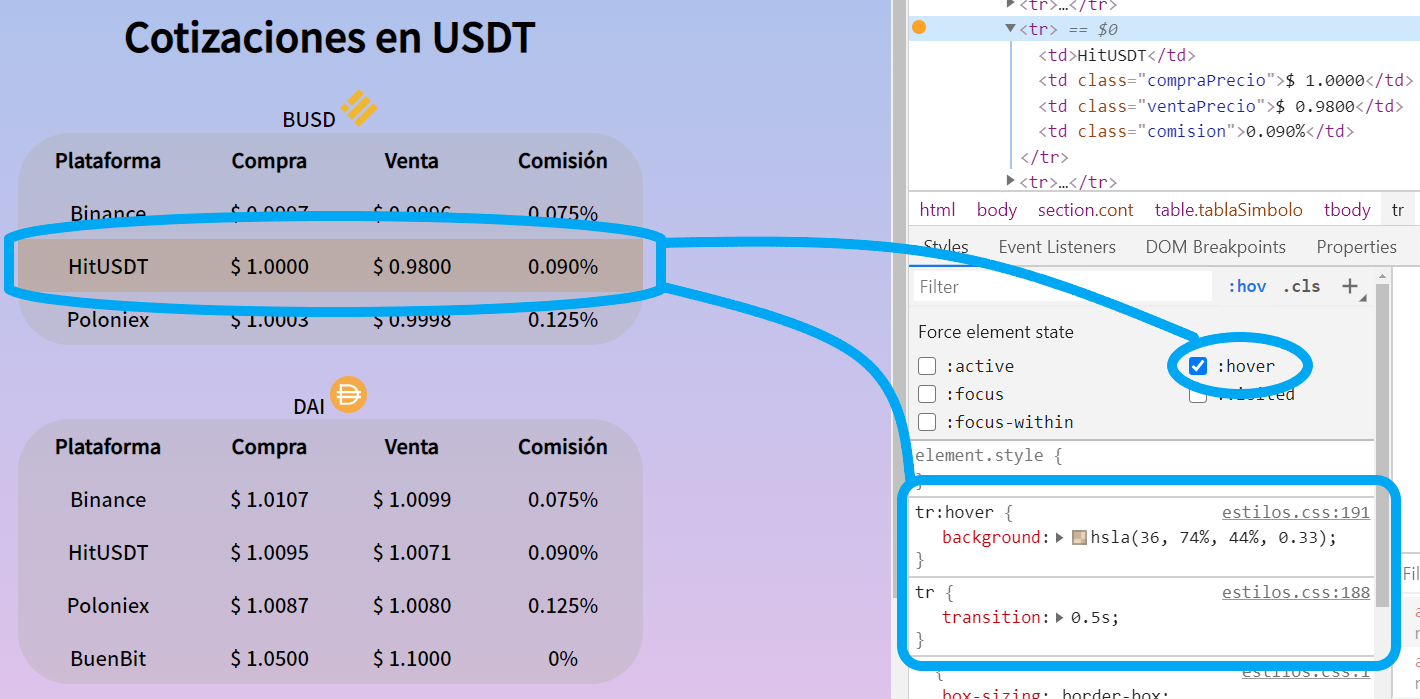 Cotizaciones en USDT
BUSD
Plataforma Compra Venta Comisión
Binance $ 0.9997 $ 0.9996 0.075%
HitUSDT $ 1.0000 $ 0.9800 0.090%
Poloniex $ 1.0003 $ 0.9998 0.125%
DAI
Plataforma Compra Venta Comisión
Binance $ 1.0107 $ 1.0099 0.075%
HitUSDT $ 1.0095 $ 1.0071 0.090%
Poloniex $ 1.0087 $ 1.0080 0.125%
BuenBit $ 1.0500 $ 1.1000 0%
<tr>…</tr>
<tr> == $0
<td>HitUSDT</td>
<td class="compraPrecio">$ 1.0000</td>
<td class="ventaPrecio">$ 0.9800</td>
<td class="comision">0.090%</td>
</tr>
<tr>…</tr>
html body section.cont table.tablaSimbolo tbody tr
Styles Event Listeners DOM Breakpoints Properties
Filter :hov .cls +
Force element state
:active :hover
:focus :visited
:focus-within
element.style {
}
tr:hover { estilos.css:191
background: hsla(36, 74%, 44%, 0.33);
}
tr { estilos.css:188
transition: 0.5s;
}
{ estilos.css:1
box-sizing: border-box;
Fil